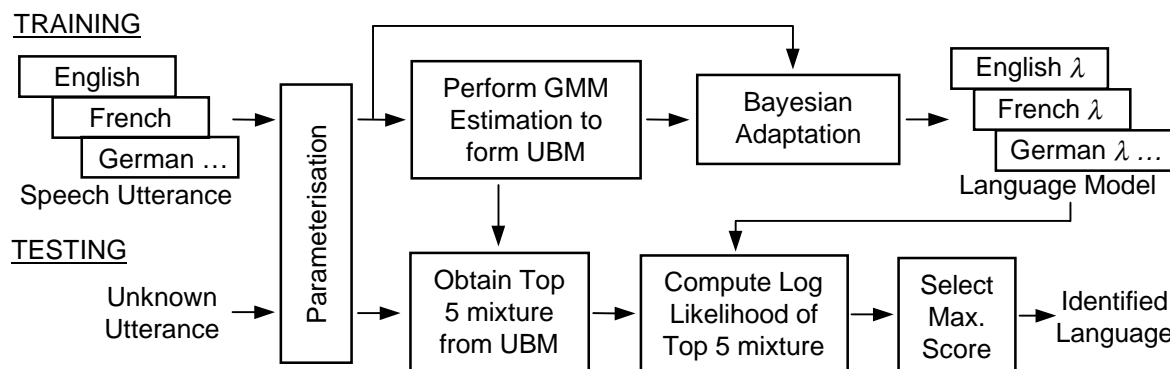 TRAINING
English
French
German …
Speech Utterance
Parameterisation
Perform GMM
Estimation to
form UBM
Bayesian
Adaptation
English λ
French λ
German λ ...
Language Model
TESTING
Unknown
Utterance
Obtain Top
5 mixture
from UBM
Compute Log
Likelihood of
Top 5 mixture
Select
Max.
Score
Identified
Language